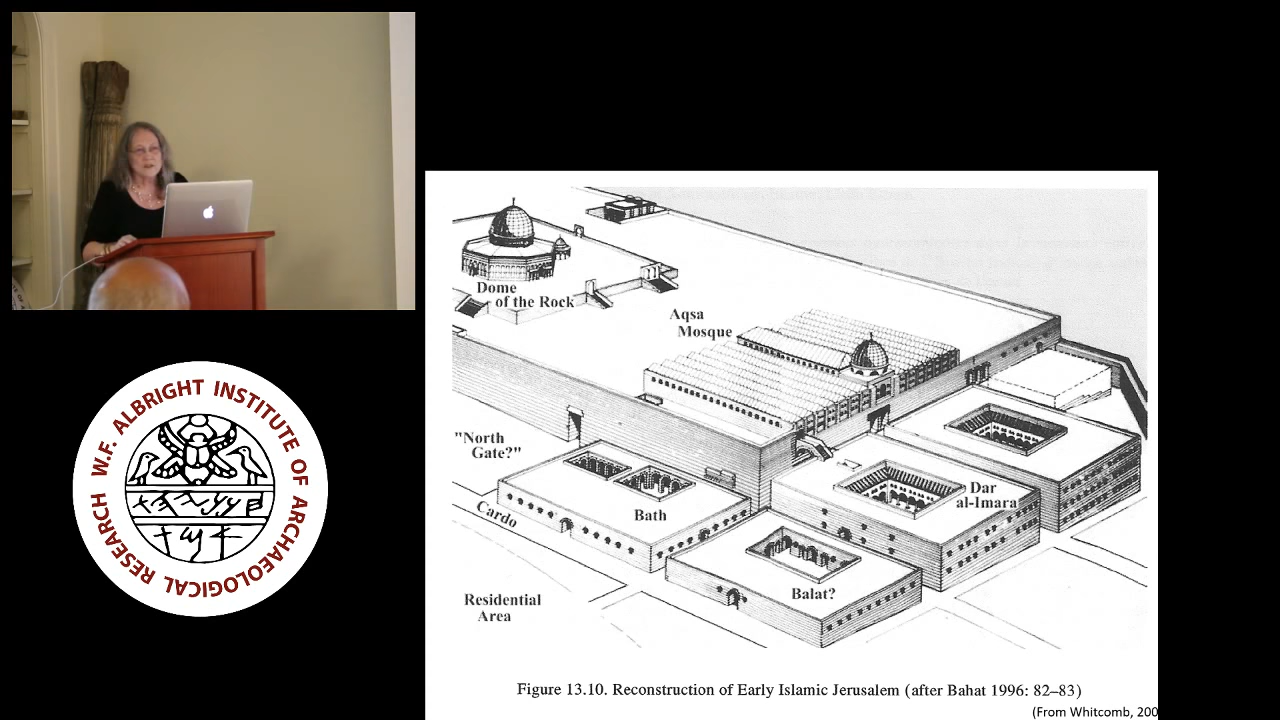 W.F. ALBRIGHT INSTITUTE OF ARCHAEOLOGICAL RESEARCH
Dome
of the Rock
Aqsa
Mosque
"North
Gate?"
Cardo
Bath
Dar
al-Imara
Balat?
Residential
Area
Figure 13.10. Reconstruction of Early Islamic Jerusalem (after Bahat 1996: 82–83)
(From Whitcomb, 200